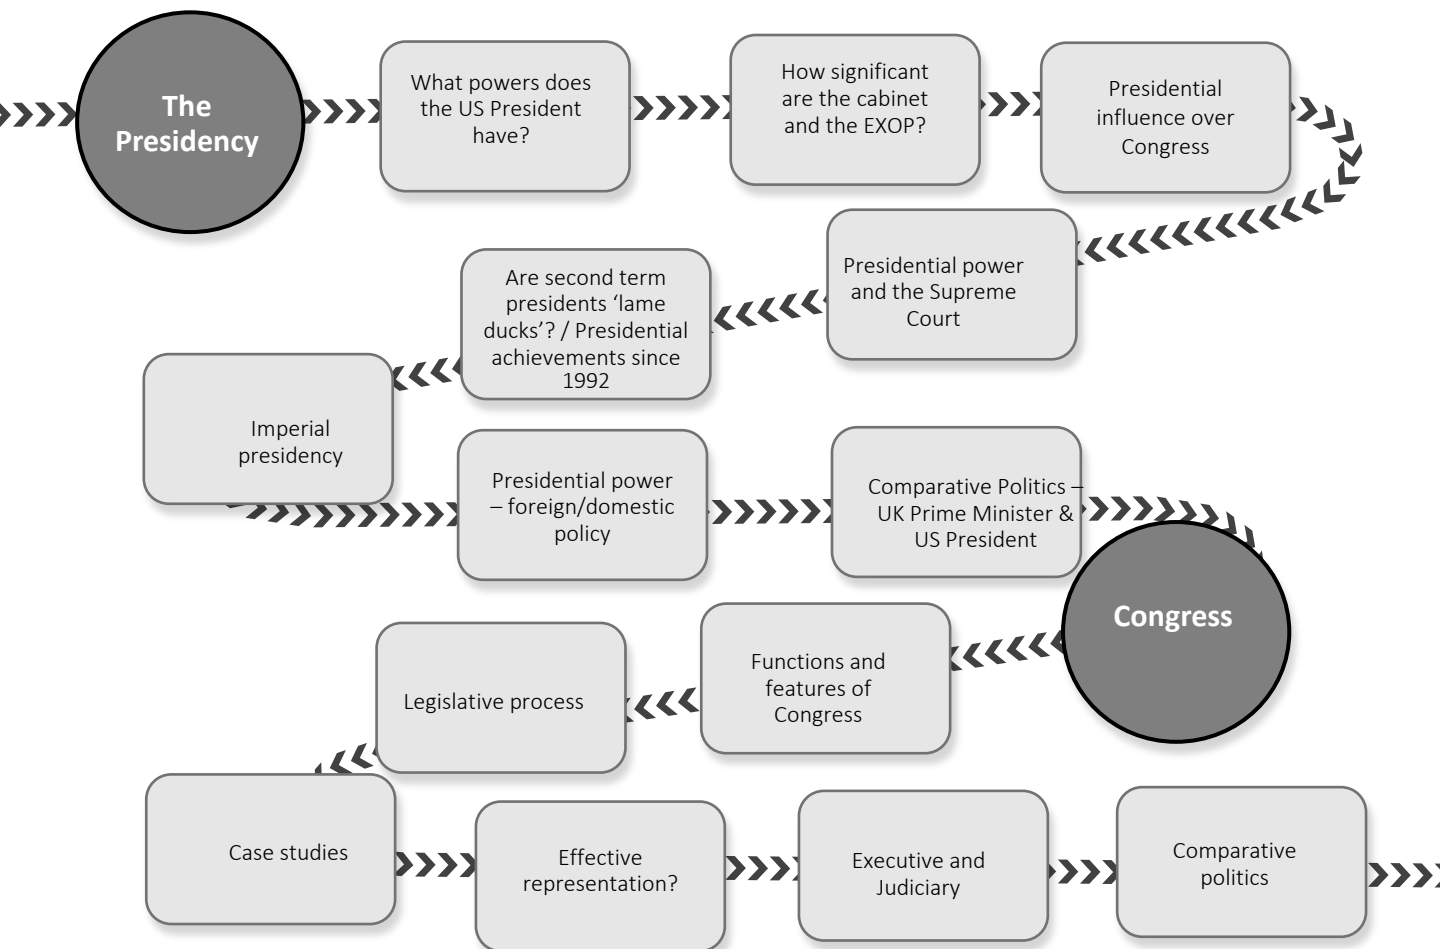 The
Presidency
What powers does
the US President
have?
How significant
are the cabinet
and the EXOP?
Presidential
influence over
Congress
Presidential power
and the Supreme
Court
Are second term
presidents ‘lame
ducks’? / Presidential
achievements since
1992
Imperial
presidency
Presidential power
– foreign/domestic
policy
Comparative Politics –
UK Prime Minister &
US President
Congress
Functions and
features of
Congress
Legislative process
Case studies
Effective
representation?
Executive and
Judiciary
Comparative
politics